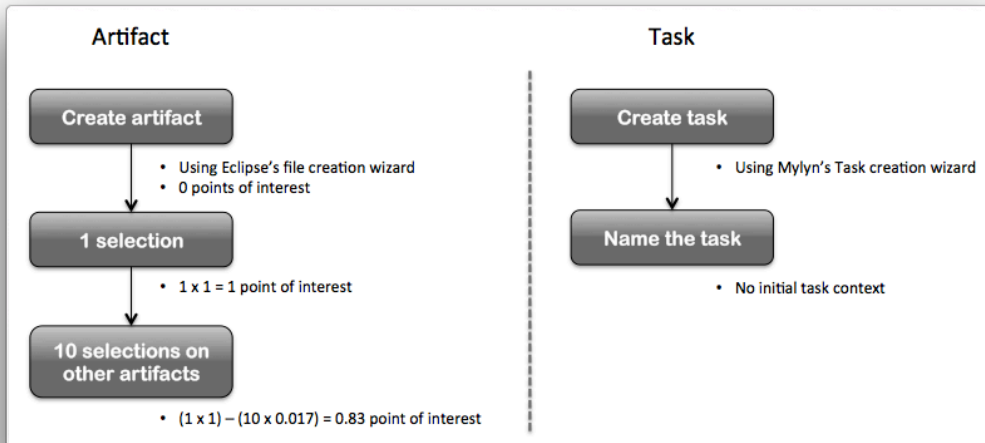 Artifact
Create artifact
• Using Eclipse's file creation wizard
• 0 points of interest
1 selection
• 1 x 1 = 1 point of interest
10 selections on
other artifacts
• (1 x 1) – (10 x 0.017) = 0.83 point of interest
Task
Create task
• Using Mylyn's Task creation wizard
Name the task
• No initial task context